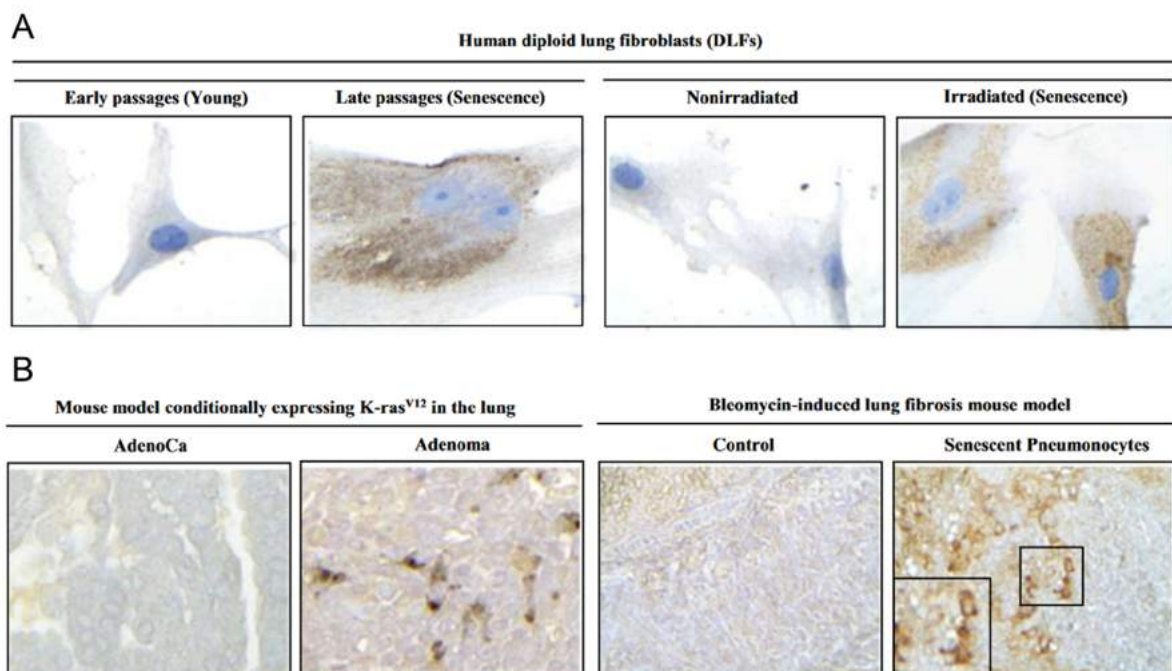 A
Human diploid lung fibroblasts (DLFs)
Early passages (Young)
Late passages (Senescence)
Nonirradiated
Irradiated (Senescence)
B
Mouse model conditionally expressing K-rasV12 in the lung
Bleomycin-induced lung fibrosis mouse model
AdenoCa
Adenoma
Control
Senescent Pneumonocytes